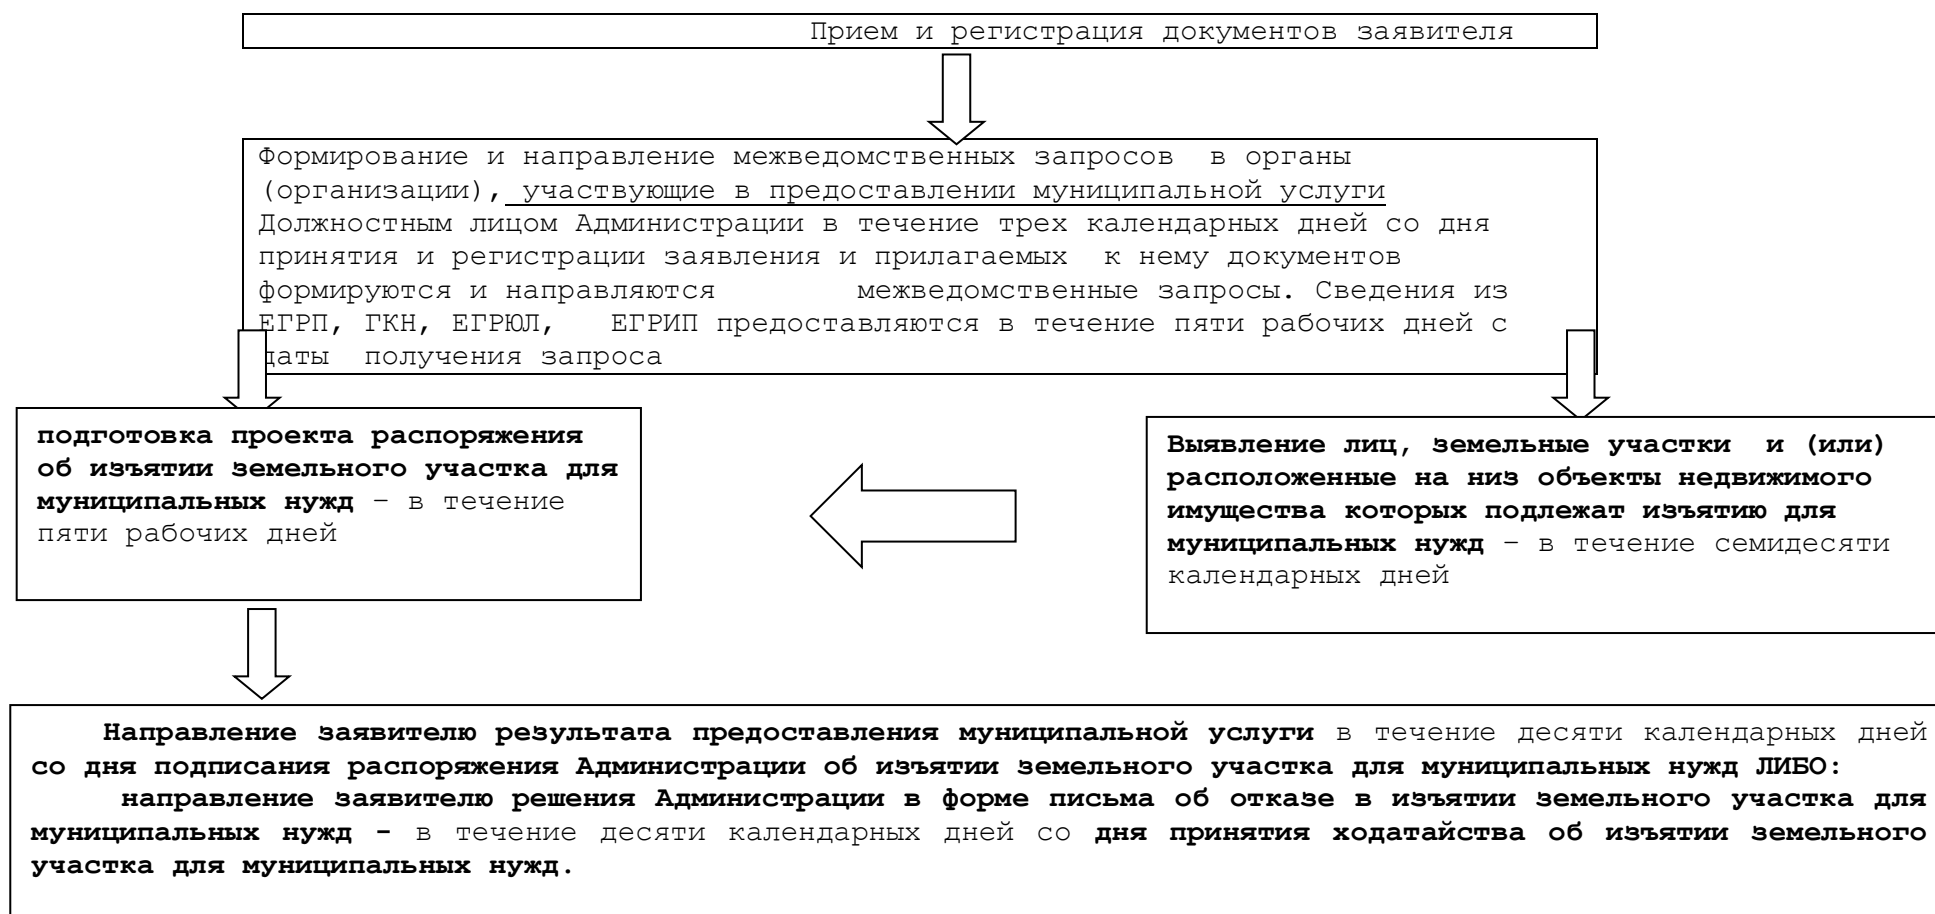 Прием и регистрация документов заявителя
Формирование и направление межведомственных запросов в органы
(организации), участвующие в предоставлении муниципальной услуги
Должностным лицом Администрации в течение трех календарных дней со дня
принятия и регистрации заявления и прилагаемых к нему документов
формируются и направляются межведомственные запросы. Сведения из
ЕГРП, ГКН, ЕГРЮЛ, ЕГРИП предоставляются в течение пяти рабочих дней с
даты получения запроса
подготовка проекта распоряжения
об изъятии земельного участка для
муниципальных нужд – в течение
пяти рабочих дней
Выявление лиц, земельные участки и (или)
расположенные на низ объекты недвижимого
имущества которых подлежат изъятию для
муниципальных нужд – в течение семидесяти
календарных дней
Направление заявителю результата предоставления муниципальной услуги в течение десяти календарных дней
со дня подписания распоряжения Администрации об изъятии земельного участка для муниципальных нужд ЛИБО:
направление заявителю решения Администрации в форме письма об отказе в изъятии земельного участка для
муниципальных нужд - в течение десяти календарных дней со дня принятия ходатайства об изъятии земельного
участка для муниципальных нужд.